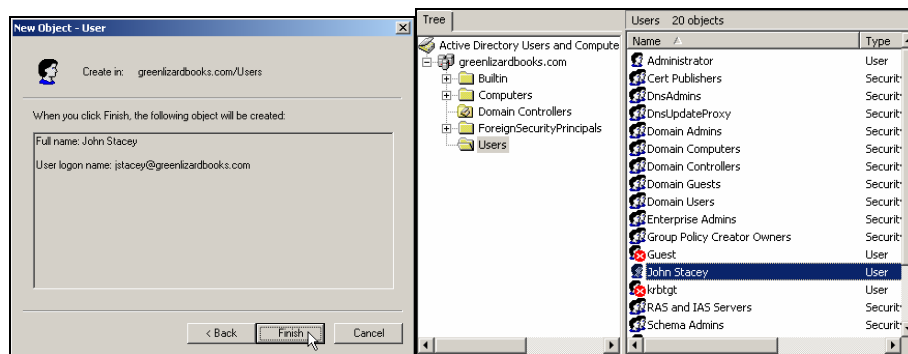 New Object - User
Create in: greenlizardbooks.com/Users
When you click Finish, the following object will be created:
Full name: John Stacey
User logon name: jstacey@greenlizardbooks.com
< Back
Finish
Cancel
Tree
Active Directory Users and Compute
greenlizardbooks.com
Builtin
Computers
Domain Controllers
ForeignSecurityPrincipals
Users
Users 20 objects
Name Type
Administrator User
Cert Publishers Securit
DnsAdmins Securit
DnsUpdateProxy Securit
Domain Admins Securit
Domain Computers Securit
Domain Controllers Securit
Domain Guests Securit
Domain Users Securit
Enterprise Admins Securit
Group Policy Creator Owners Securit
Guest User
John Stacey User
krbtgt User
RAS and IAS Servers Securit
Schema Admins Securit